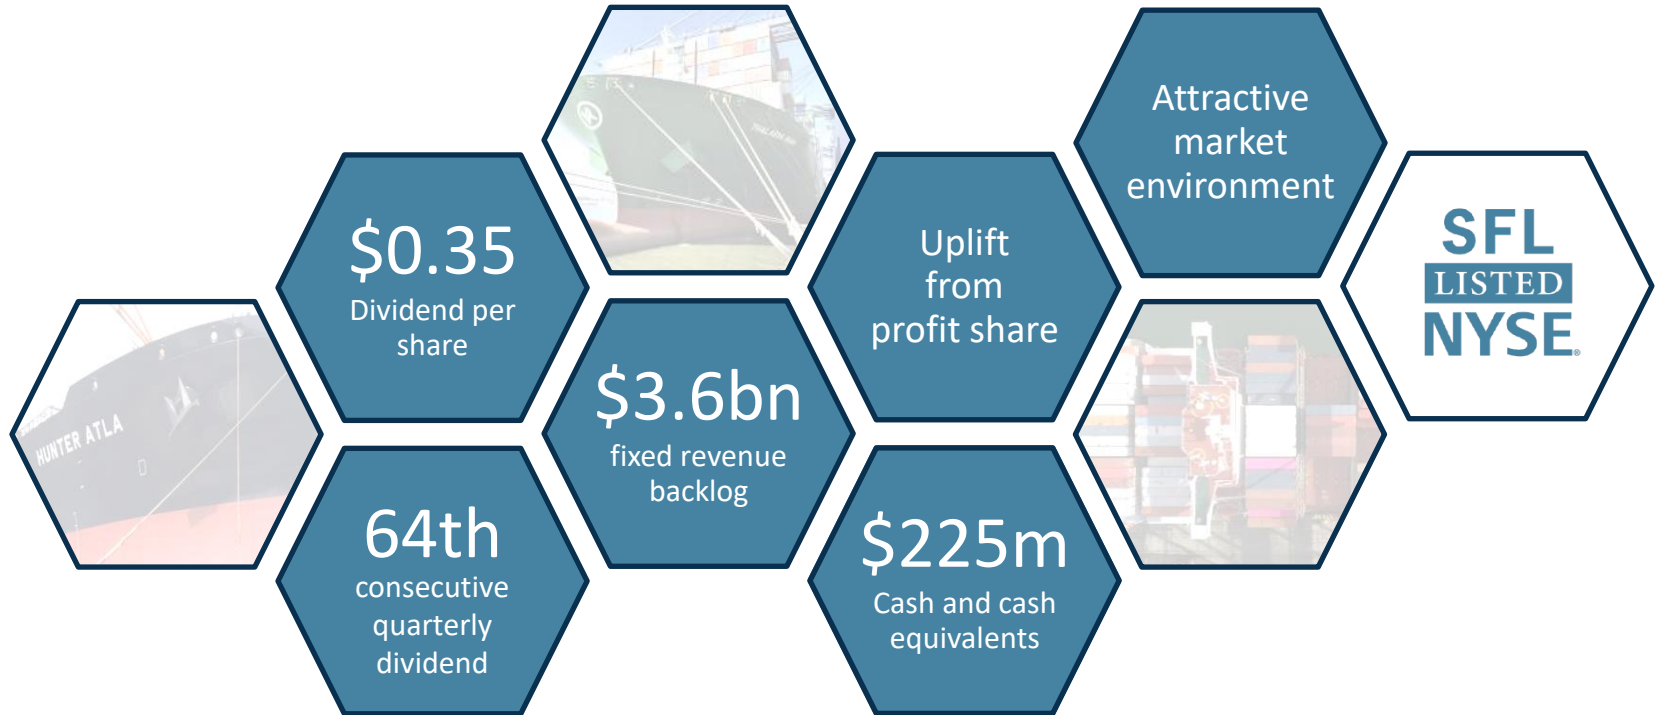 $0.35
Dividend per
share
64th
consecutive
quarterly
dividend
$3.6bn
fixed revenue
backlog
Uplift
from
profit share
$225m
Cash and cash
equivalents
Attractive
market
environment
SFL
LISTED
NYSE
HUNTER ATLA